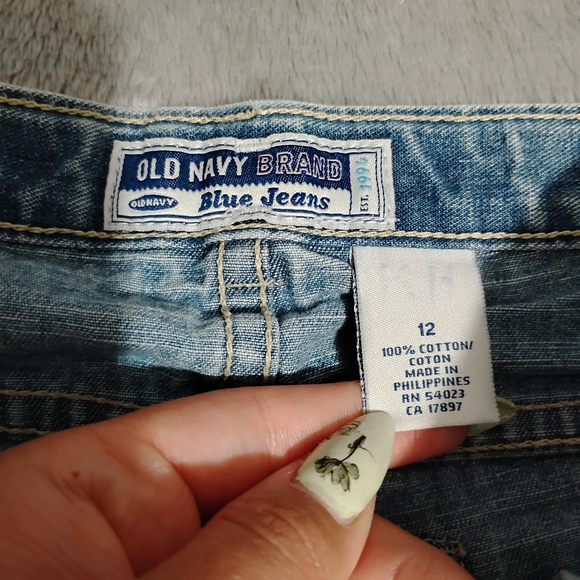 OLD NAVY BRAND
OLD NAVY Blue Jeans
EST. 1994
12
100% COTTON/
COTON
MADE IN
PHILIPPINES
RN 54023
CA 17897